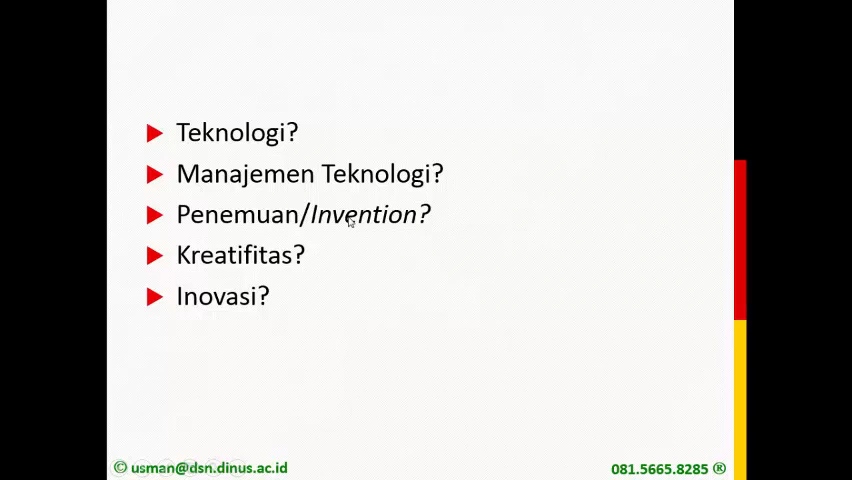 Teknologi?
Manajemen Teknologi?
Penemuan/Invention?
Kreatifitas?
Inovasi?
© usman@dsn.dinus.ac.id
081.5665.8285 ®